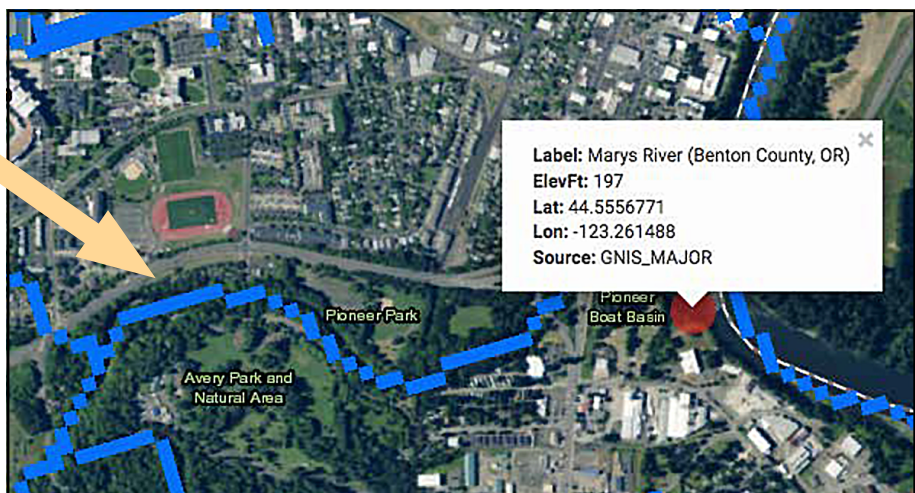 Label: Marys River (Benton County, OR)
ElevFt: 197
Lat: 44.5556771
Lon: -123.261488
Source: GNIS_MAJOR
Pioneer
Boat Basin
Pioneer Park
Avery Park and
Natural Area